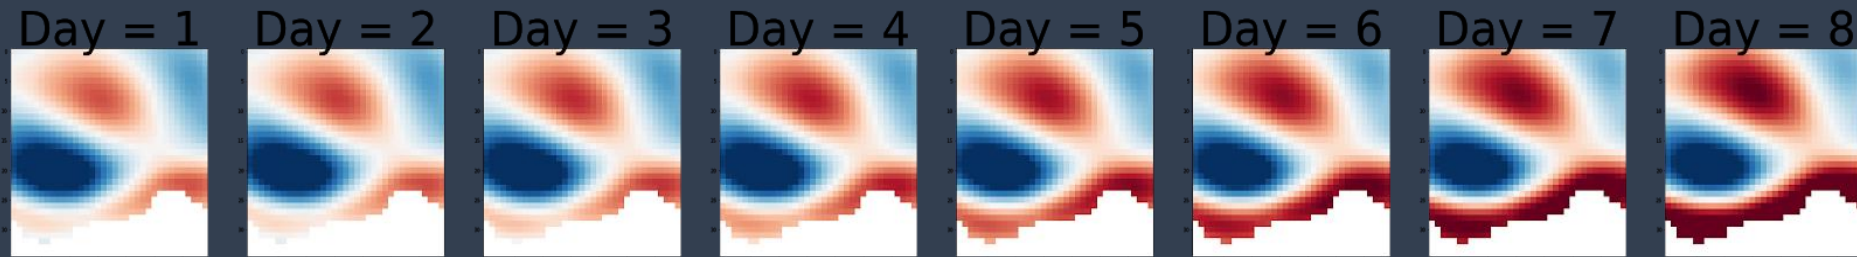 Day = 1 Day = 2 Day = 3 Day = 4 Day = 5 Day = 6 Day = 7 Day = 8